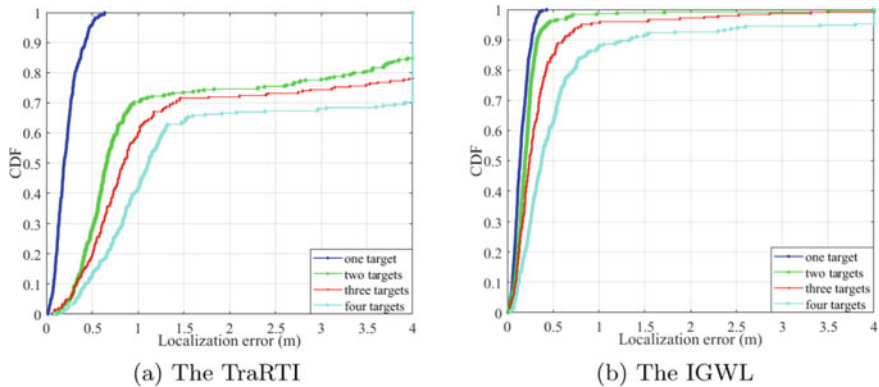 1
0.9
0.8
0.7
0.6
0.5
0.4
0.3
0.2
0.1
0
CDF
0 0.5 1 1.5 2 2.5 3 3.5 4
Localization error (m)
one target
two targets
three targets
four targets
(a) The TraRTI
1
0.9
0.8
0.7
0.6
0.5
0.4
0.3
0.2
0.1
0
CDF
0 0.5 1 1.5 2 2.5 3 3.5 4
Localization error (m)
one target
two targets
three targets
four targets
(b) The IGWL